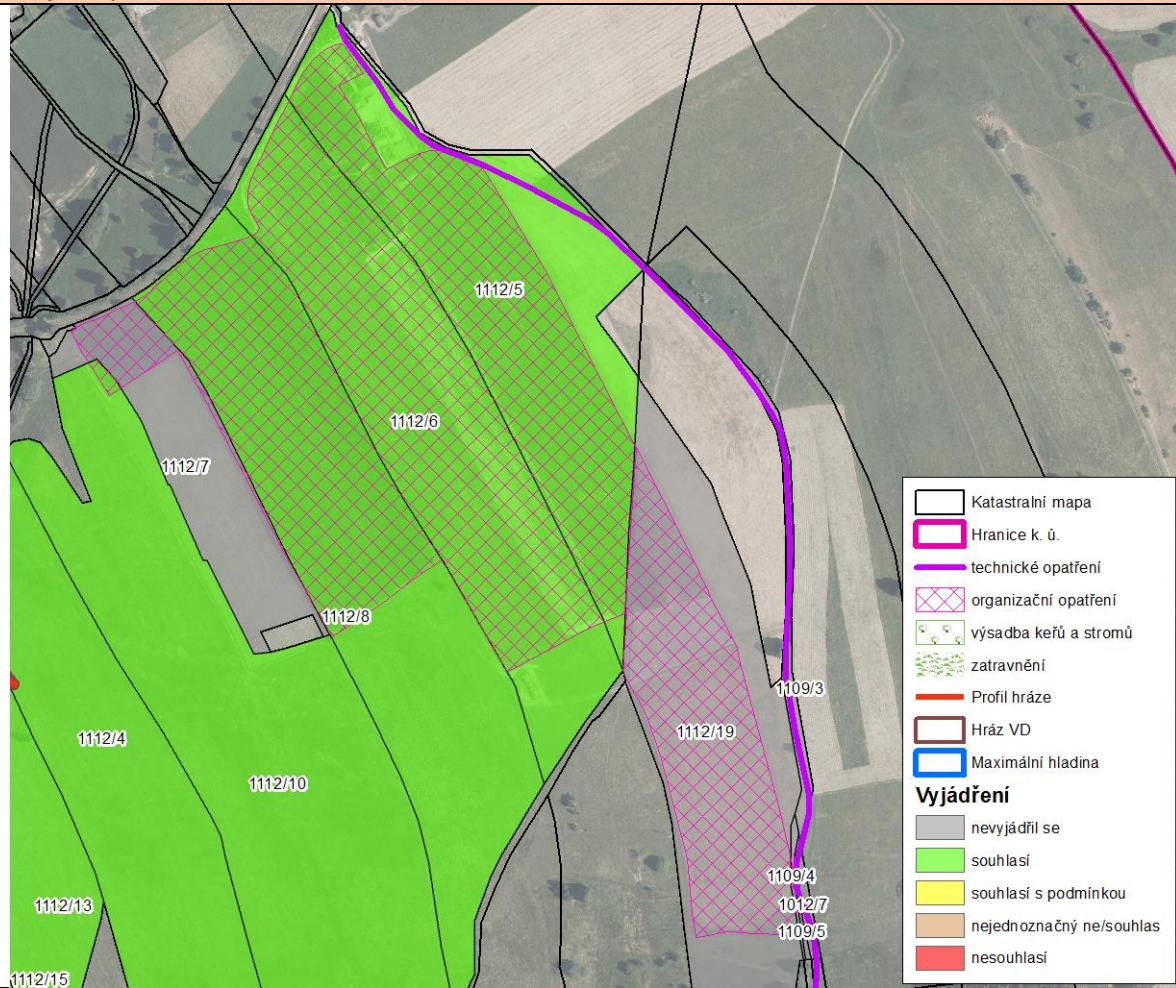 1112/5
1112/6
1112/7
1112/8
1109/3
1112/19
1112/4
1112/10
1109/4
1112/13
1012/7
1109/5
1112/15
Katastralní mapa
Hranice k. ú.
technické opatření
organizační opatření
výsadba keřů a stromů
zatravnění
Profil hráze
Hráz VD
Maximální hladina
Vyjádření
nevyjádřil se
souhlasí
souhlasí s podmínkou
nejednoznačný ne/souhlas
nesouhlasí